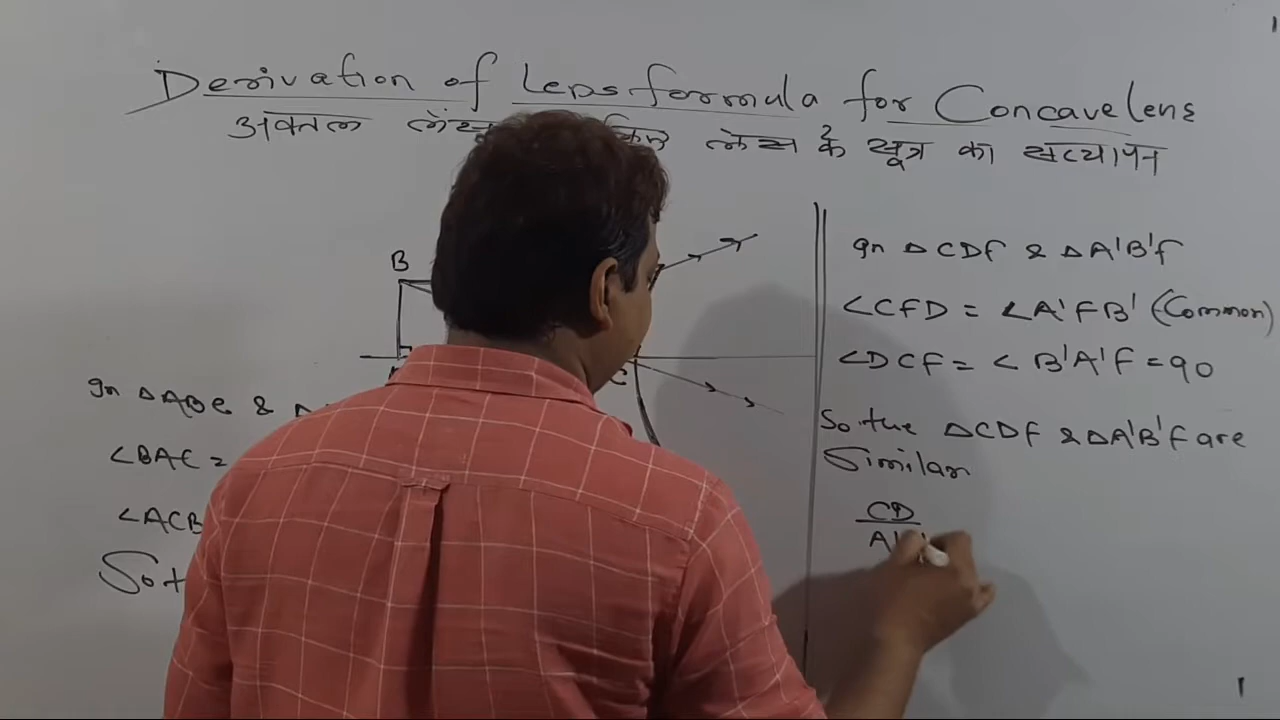 Derivation of Lens formula for Concave lens
अवतल लेंस के लिए लेंस के सूत्र का सत्यापन
B
C
In △ABC &
∠BAC =
∠ACB
So t
In △CDF & △A'B'F
∠CFD = ∠A'FB' (Common)
∠DCF = ∠B'A'F = 90
So the △CDF & △A'B'F are
Similar
CD
A'